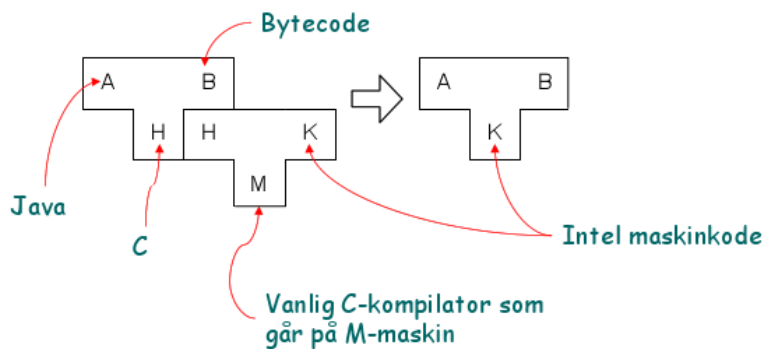 Bytecode
A B
A B
H H K
K
M
Java
C
Intel maskinkode
Vanlig C-kompilator som
går på M-maskin